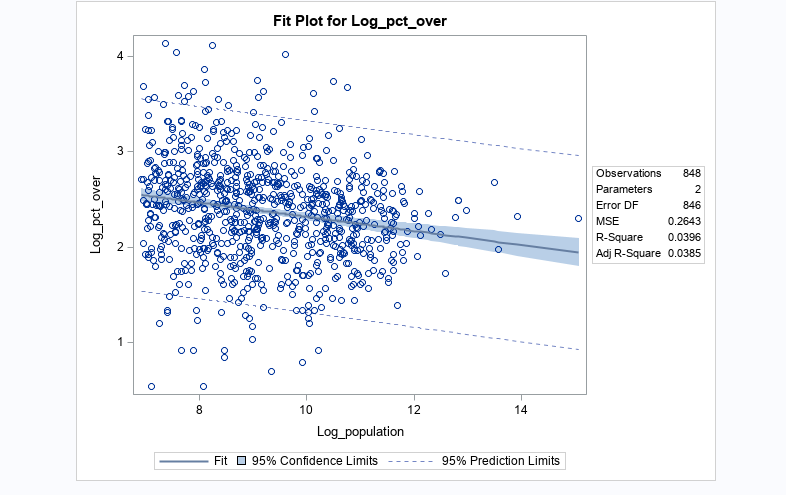 Fit Plot for Log_pct_over
4
3
2
1
Log_pct_over
8 10 12 14
Log_population
Observations 848
Parameters 2
Error DF 846
MSE 0.2643
R-Square 0.0396
Adj R-Square 0.0385
Fit 95% Confidence Limits 95% Prediction Limits